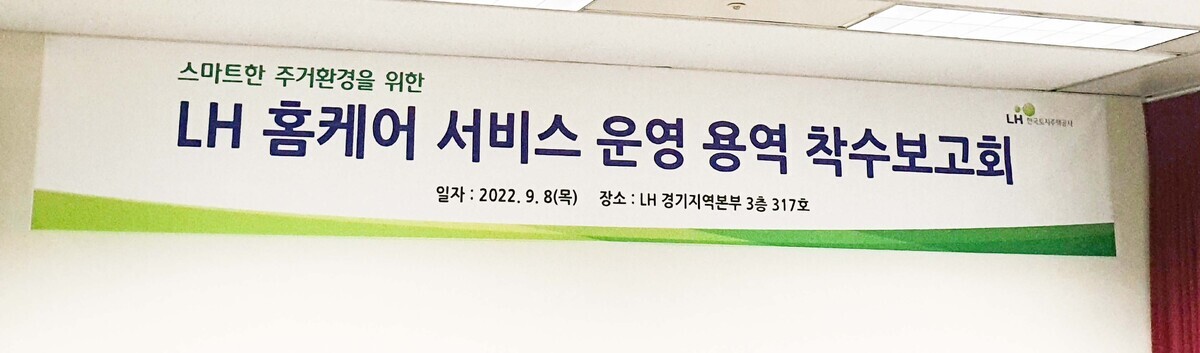 스마트한 주거환경을 위한
LH 홈케어 서비스 운영 용역 착수보고회
LH 한국토지주택공사
일자 : 2022. 9. 8(목) 장소 : LH 경기지역본부 3층 317호